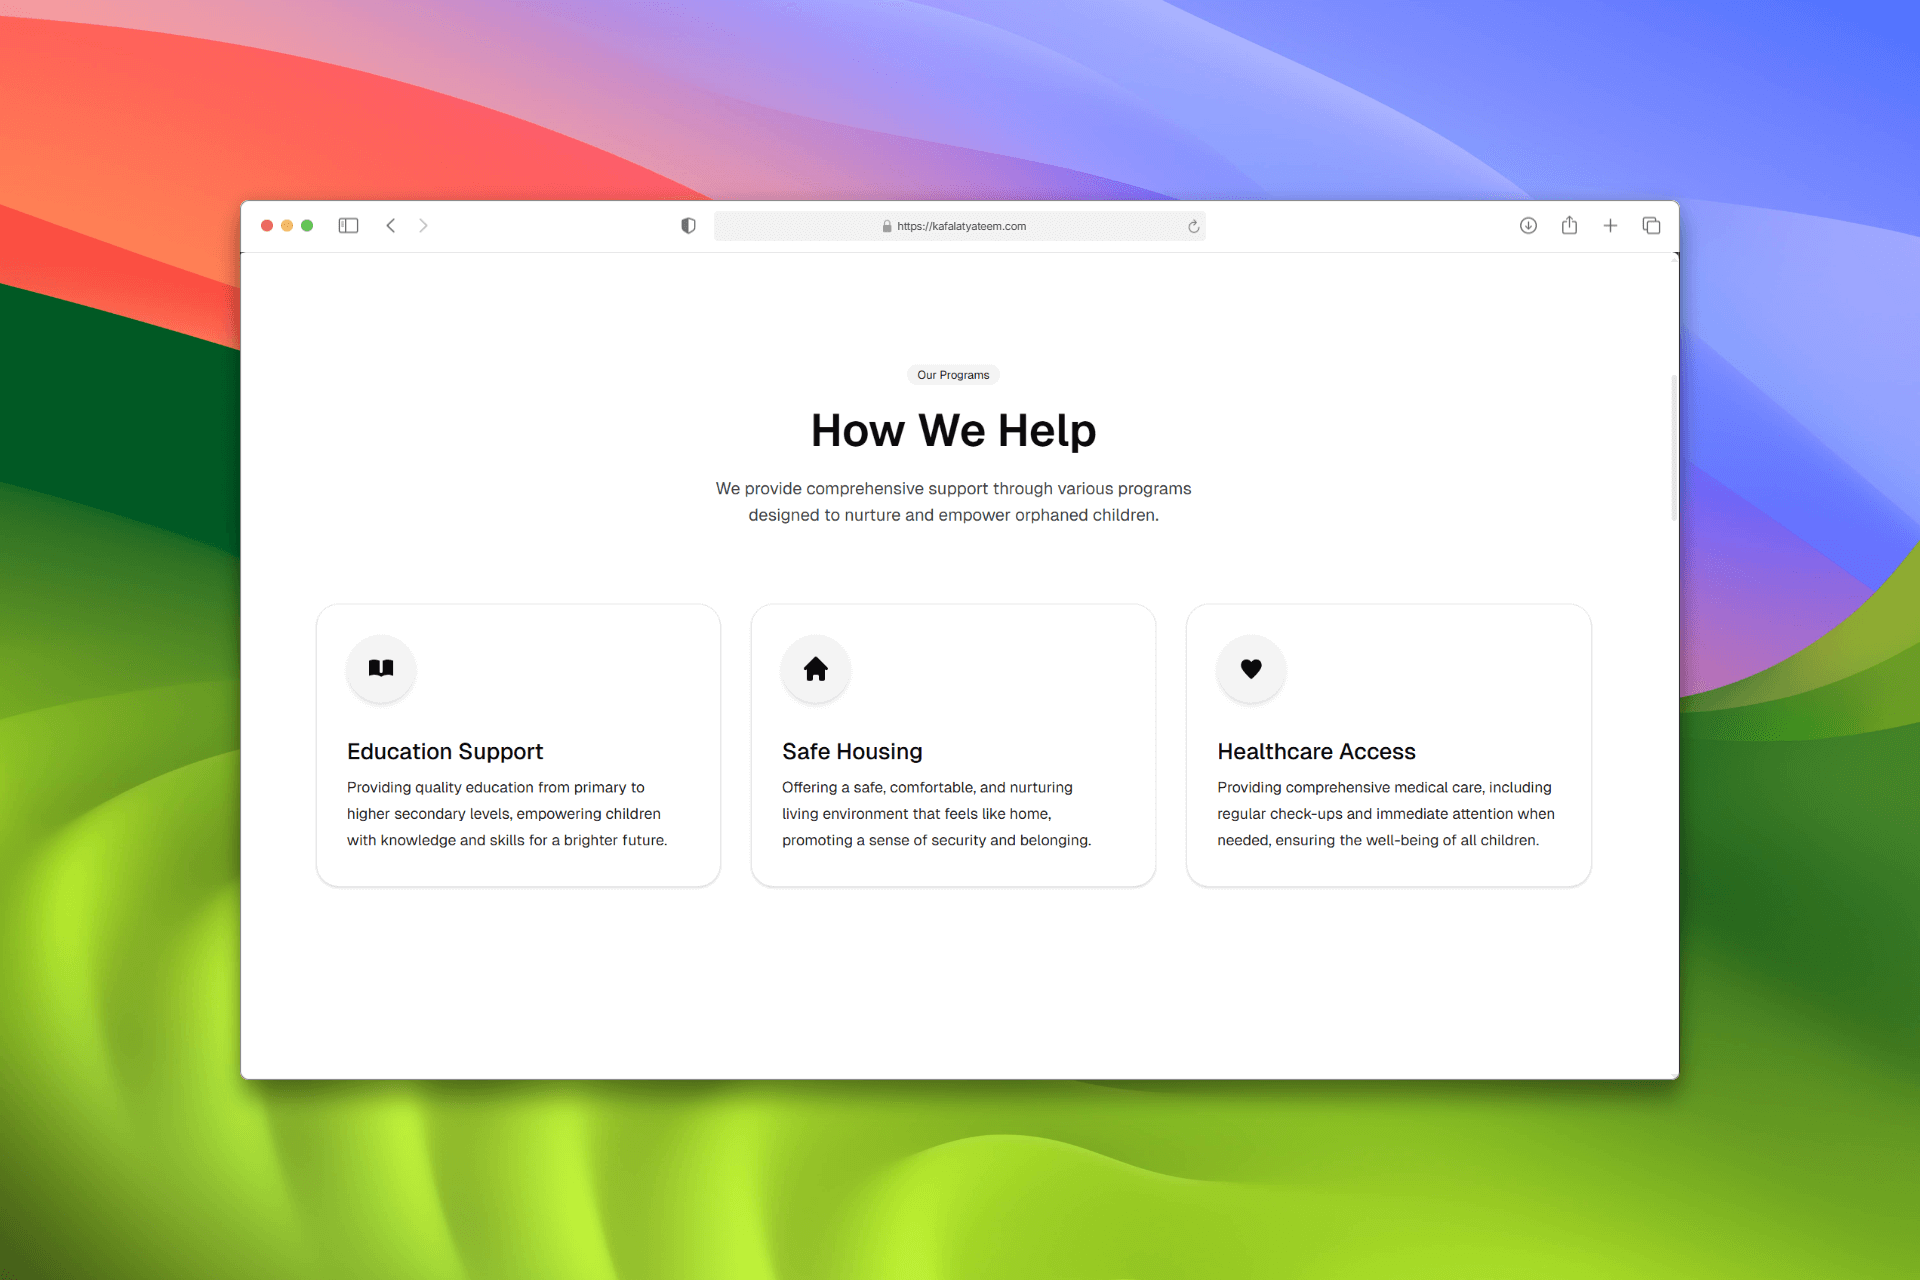 https://kafalatyateem.com
Our Programs
How We Help
We provide comprehensive support through various programs
designed to nurture and empower orphaned children.
Education Support
Providing quality education from primary to
higher secondary levels, empowering children
with knowledge and skills for a brighter future.
Safe Housing
Offering a safe, comfortable, and nurturing
living environment that feels like home,
promoting a sense of security and belonging.
Healthcare Access
Providing comprehensive medical care, including
regular check-ups and immediate attention when
needed, ensuring the well-being of all children.